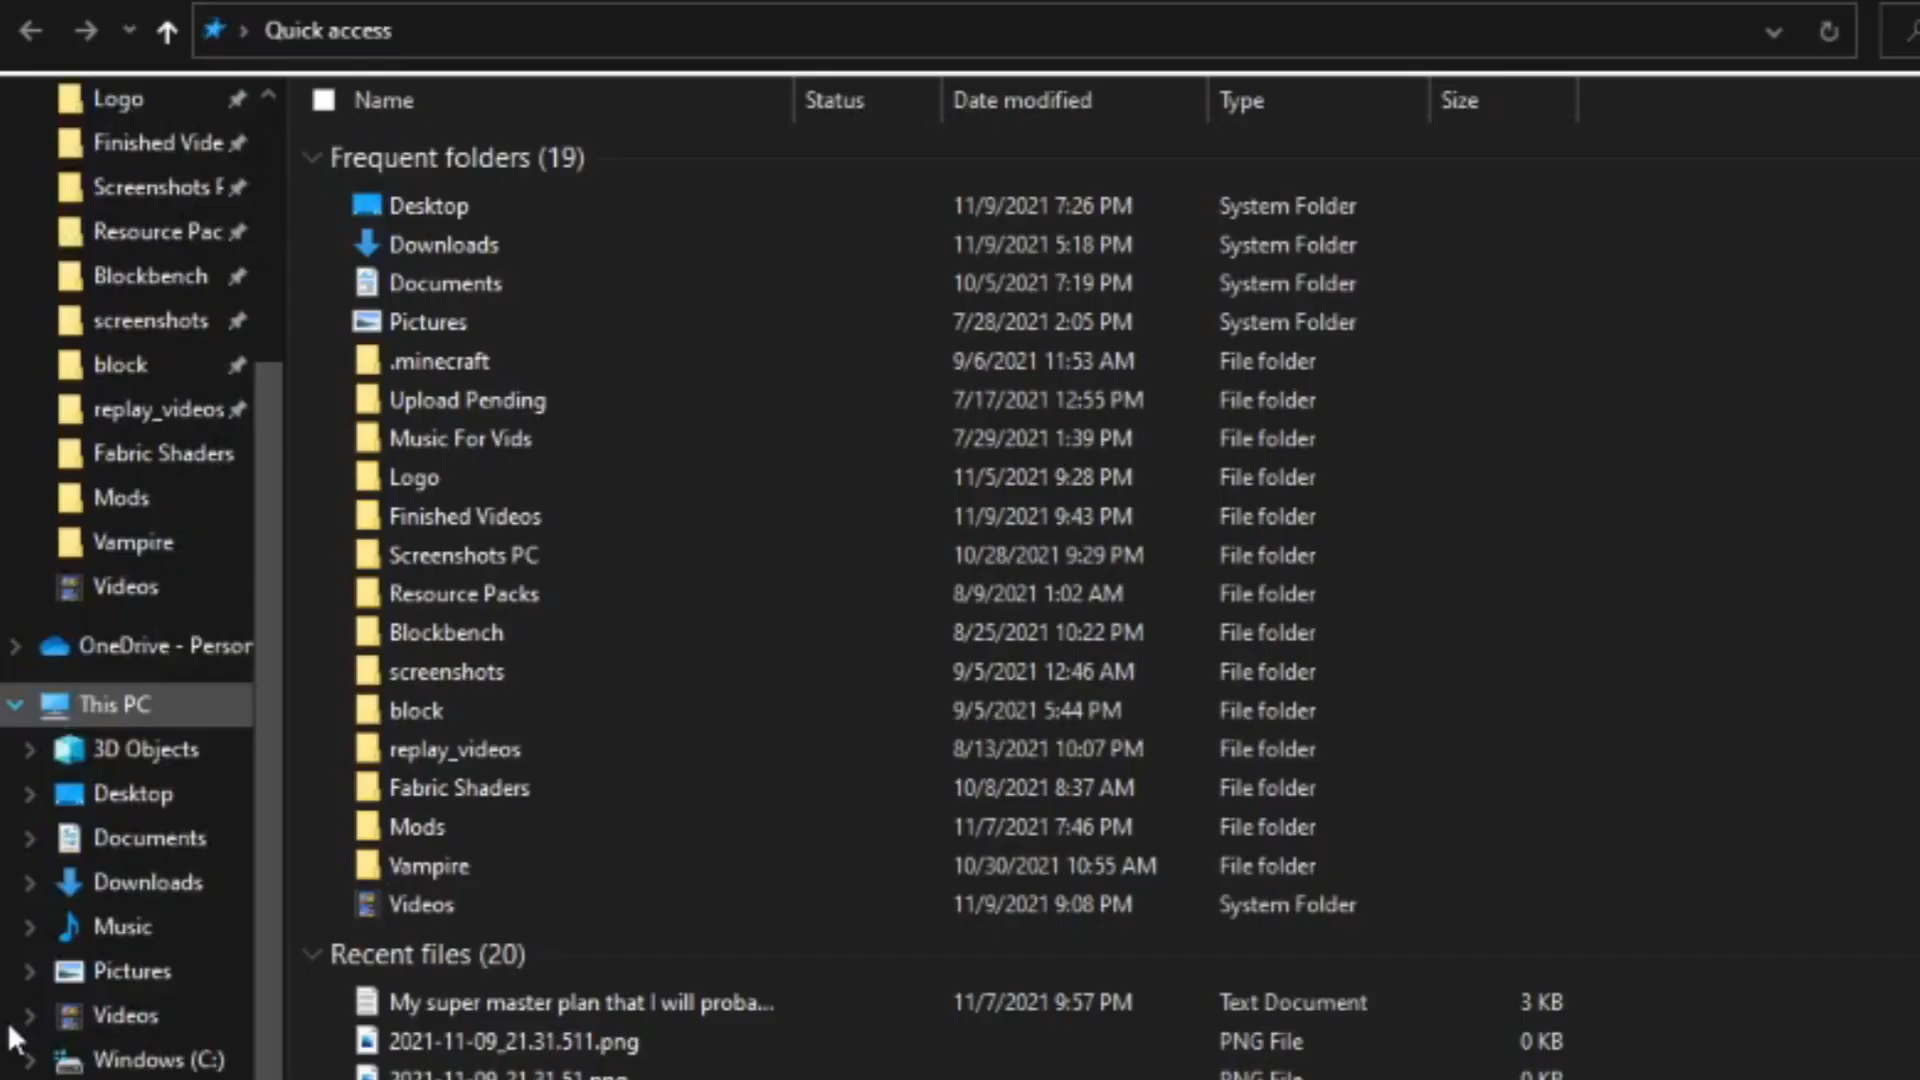 Quick access
Logo
Finished Vide
Screenshots F
Resource Pac
Blockbench
screenshots
block
replay_videos
Fabric Shaders
Mods
Vampire
Videos
OneDrive - Person
This PC
3D Objects
Desktop
Documents
Downloads
Music
Pictures
Videos
Windows (C:)
Name Status Date modified Type Size
Frequent folders (19)
Desktop 11/9/2021 7:26 PM System Folder
Downloads 11/9/2021 5:18 PM System Folder
Documents 10/5/2021 7:19 PM System Folder
Pictures 7/28/2021 2:05 PM System Folder
.minecraft 9/6/2021 11:53 AM File folder
Upload Pending 7/17/2021 12:55 PM File folder
Music For Vids 7/29/2021 1:39 PM File folder
Logo 11/5/2021 9:28 PM File folder
Finished Videos 11/9/2021 9:43 PM File folder
Screenshots PC 10/28/2021 9:29 PM File folder
Resource Packs 8/9/2021 1:02 AM File folder
Blockbench 8/25/2021 10:22 PM File folder
screenshots 9/5/2021 12:46 AM File folder
block 9/5/2021 5:44 PM File folder
replay_videos 8/13/2021 10:07 PM File folder
Fabric Shaders 10/8/2021 8:37 AM File folder
Mods 11/7/2021 7:46 PM File folder
Vampire 10/30/2021 10:55 AM File folder
Videos 11/9/2021 9:08 PM System Folder
Recent files (20)
My super master plan that I will proba... 11/7/2021 9:57 PM Text Document 3 KB
2021-11-09_21.31.511.png PNG File 0 KB
2021-11-09_21.31.51.png PNG File 0 KB